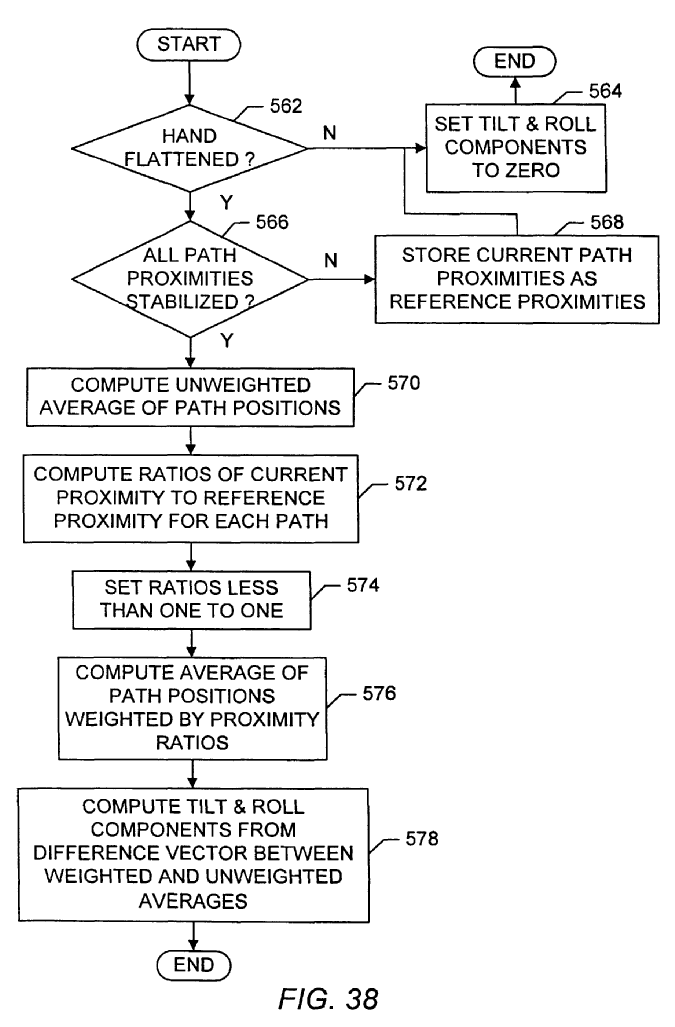 START
END
562
564
HAND
FLATTENED ?
N
SET TILT & ROLL
COMPONENTS
TO ZERO
Y
566
568
ALL PATH
PROXIMITIES
STABILIZED ?
N
STORE CURRENT PATH
PROXIMITIES AS
REFERENCE PROXIMITIES
Y
COMPUTE UNWEIGHTED
AVERAGE OF PATH POSITIONS
570
COMPUTE RATIOS OF CURRENT
PROXIMITY TO REFERENCE
PROXIMITY FOR EACH PATH
572
SET RATIOS LESS
THAN ONE TO ONE
574
COMPUTE AVERAGE OF
PATH POSITIONS
WEIGHTED BY PROXIMITY
RATIOS
576
COMPUTE TILT & ROLL
COMPONENTS FROM
DIFFERENCE VECTOR BETWEEN
WEIGHTED AND UNWEIGHTED
AVERAGES
578
END
FIG. 38